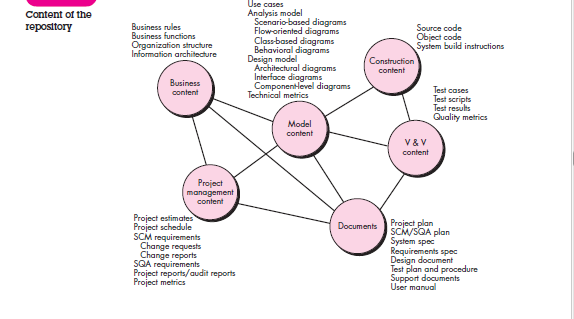 Content of the
repository
Business rules
Business functions
Organization structure
Information architecture
Use cases
Analysis model
Scenario-based diagrams
Flow-oriented diagrams
Class-based diagrams
Behavioral diagrams
Design model
Architectural diagrams
Interface diagrams
Component-level diagrams
Technical metrics
Source code
Object code
System build instructions
Construction
content
Business
content
Model
content
Test cases
Test scripts
Test results
Quality metrics
V & V
content
Project
management
content
Documents
Project estimates
Project schedule
SCM requirements
Change requests
Change reports
SQA requirements
Project reports/audit reports
Project metrics
Project plan
SCM/SQA plan
System spec
Requirements spec
Design document
Test plan and procedure
Support documents
User manual